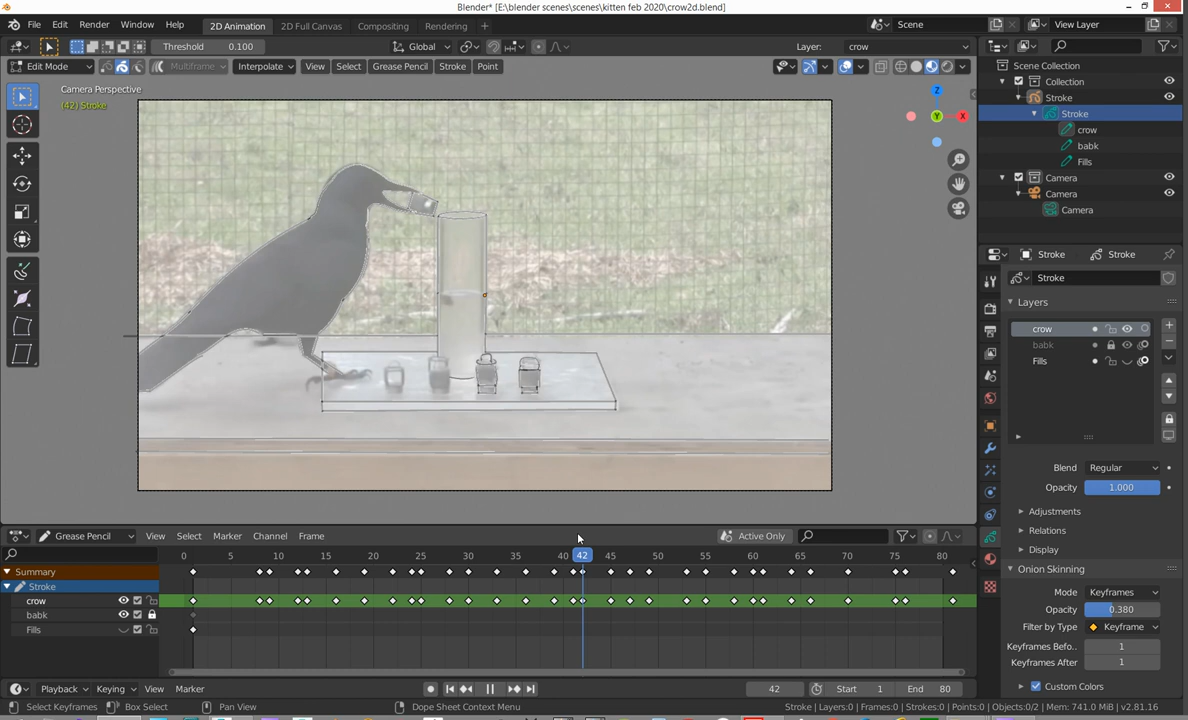 Blender* [E:\blender scenes\scenes\kitten feb 2020\crow2d.blend]
File Edit Render Window Help 2D Animation 2D Full Canvas Compositing Rendering + Scene View Layer
Threshold 0.100 Global Layer: crow
Edit Mode Multiframe Interpolate View Select Grease Pencil Stroke Point
Camera Perspective
(42) Stroke
Z
Y
X
Scene Collection
Collection
Stroke
Stroke
crow
babk
Fills
Camera
Camera
Camera
Stroke Stroke
Stroke
Layers
crow
babk
Fills
Blend Regular
Opacity 1.000
Adjustments
Relations
Display
Onion Skinning
Mode Keyframes
Opacity 0.380
Filter by Type Keyframe
Keyframes Befo.. 1
Keyframes After 1
Custom Colors
Grease Pencil View Select Marker Channel Frame Active Only
0 5 10 15 20 25 30 35 40 42 45 50 55 60 65 70 75 80
Summary
Stroke
crow
babk
Fills
Playback Keying View Marker 42 Start 1 End 80
Select Keyframes Box Select Pan View Dope Sheet Context Menu Stroke | Layers:0 | Frames:0 | Strokes:0 | Points:0 | Objects:0/2 | Mem: 741.0 MiB | v2.81.16